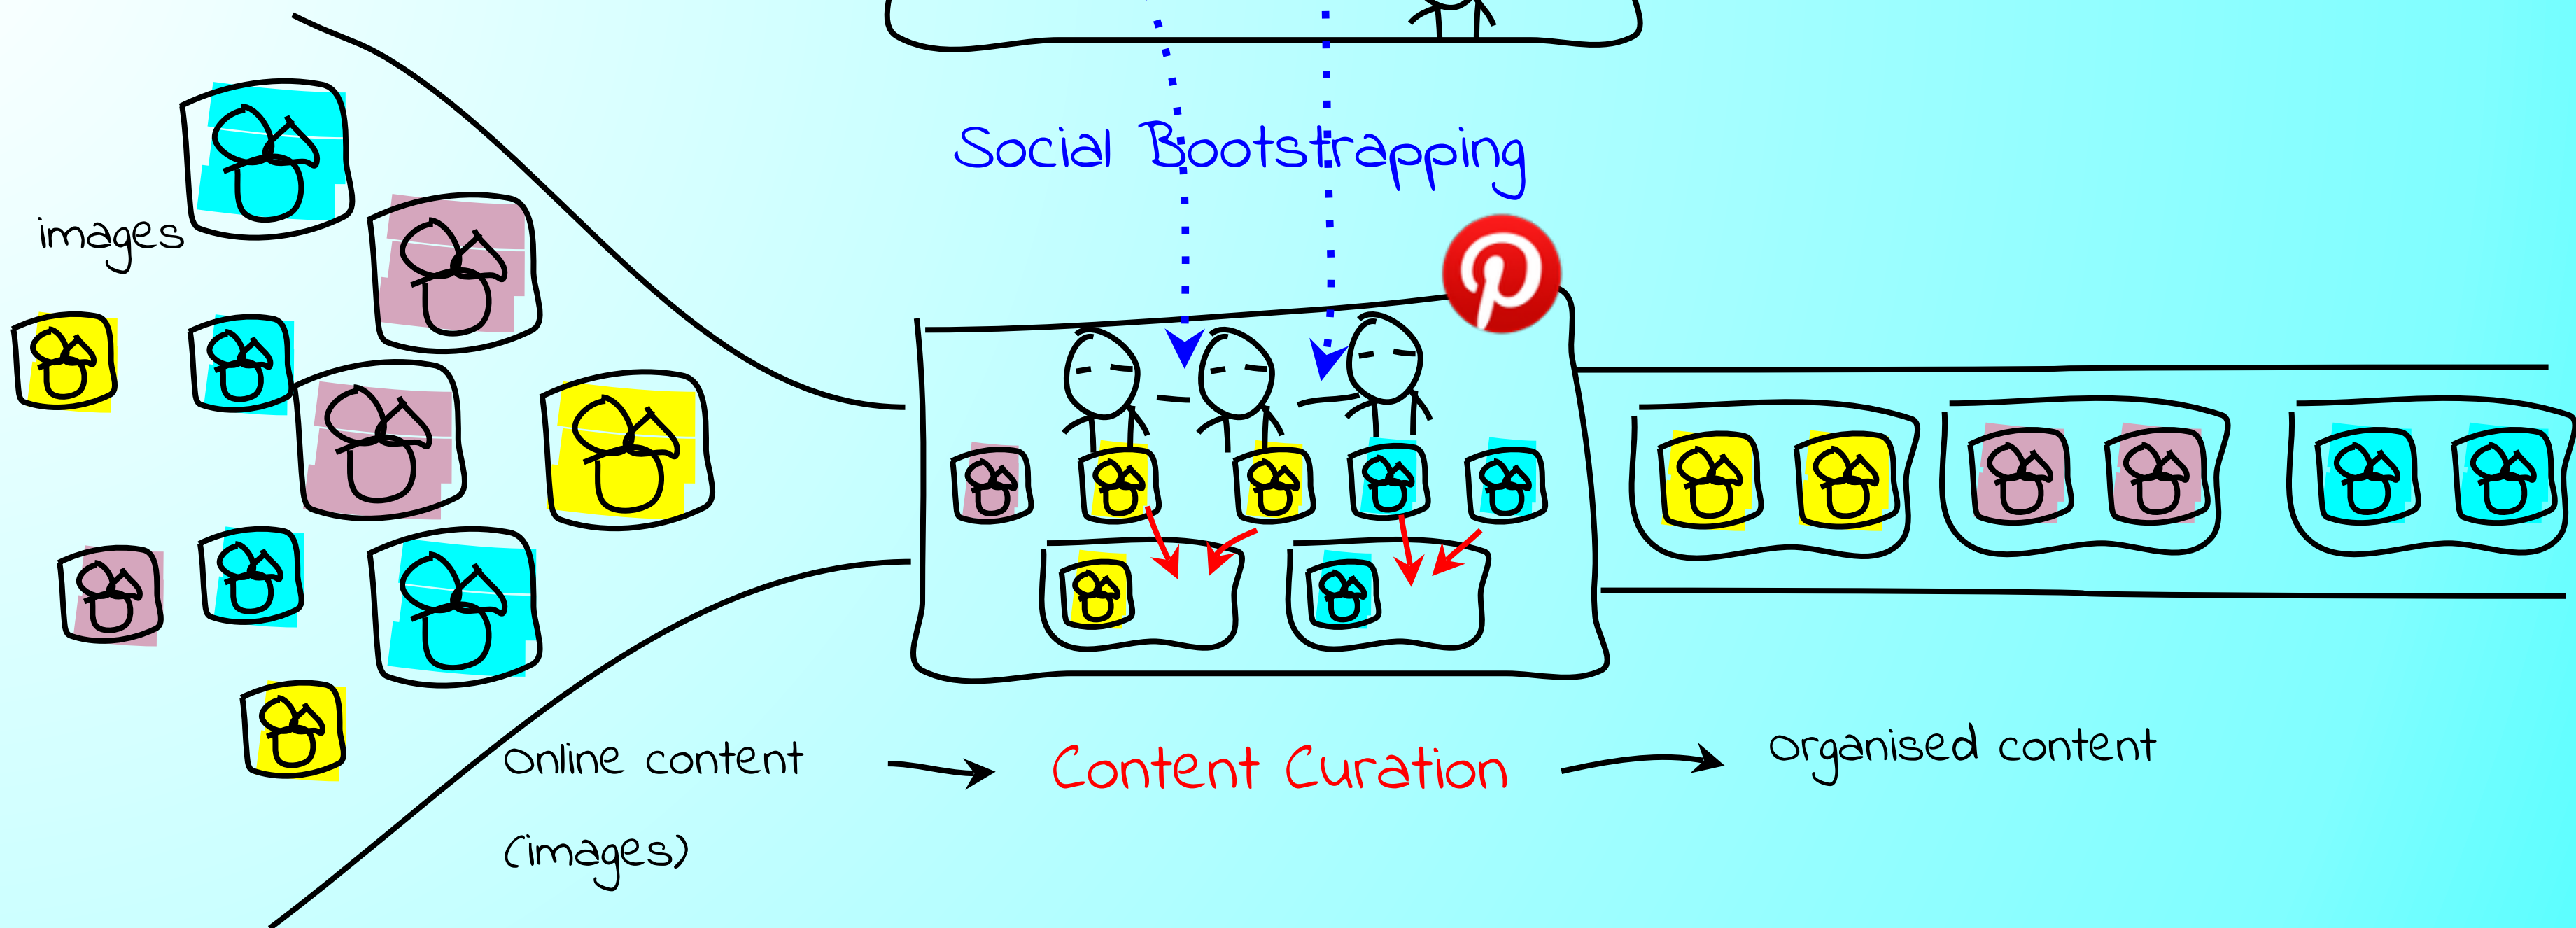 Social Bootstrapping
images
Online content
(images)
Content Curation
Organised content